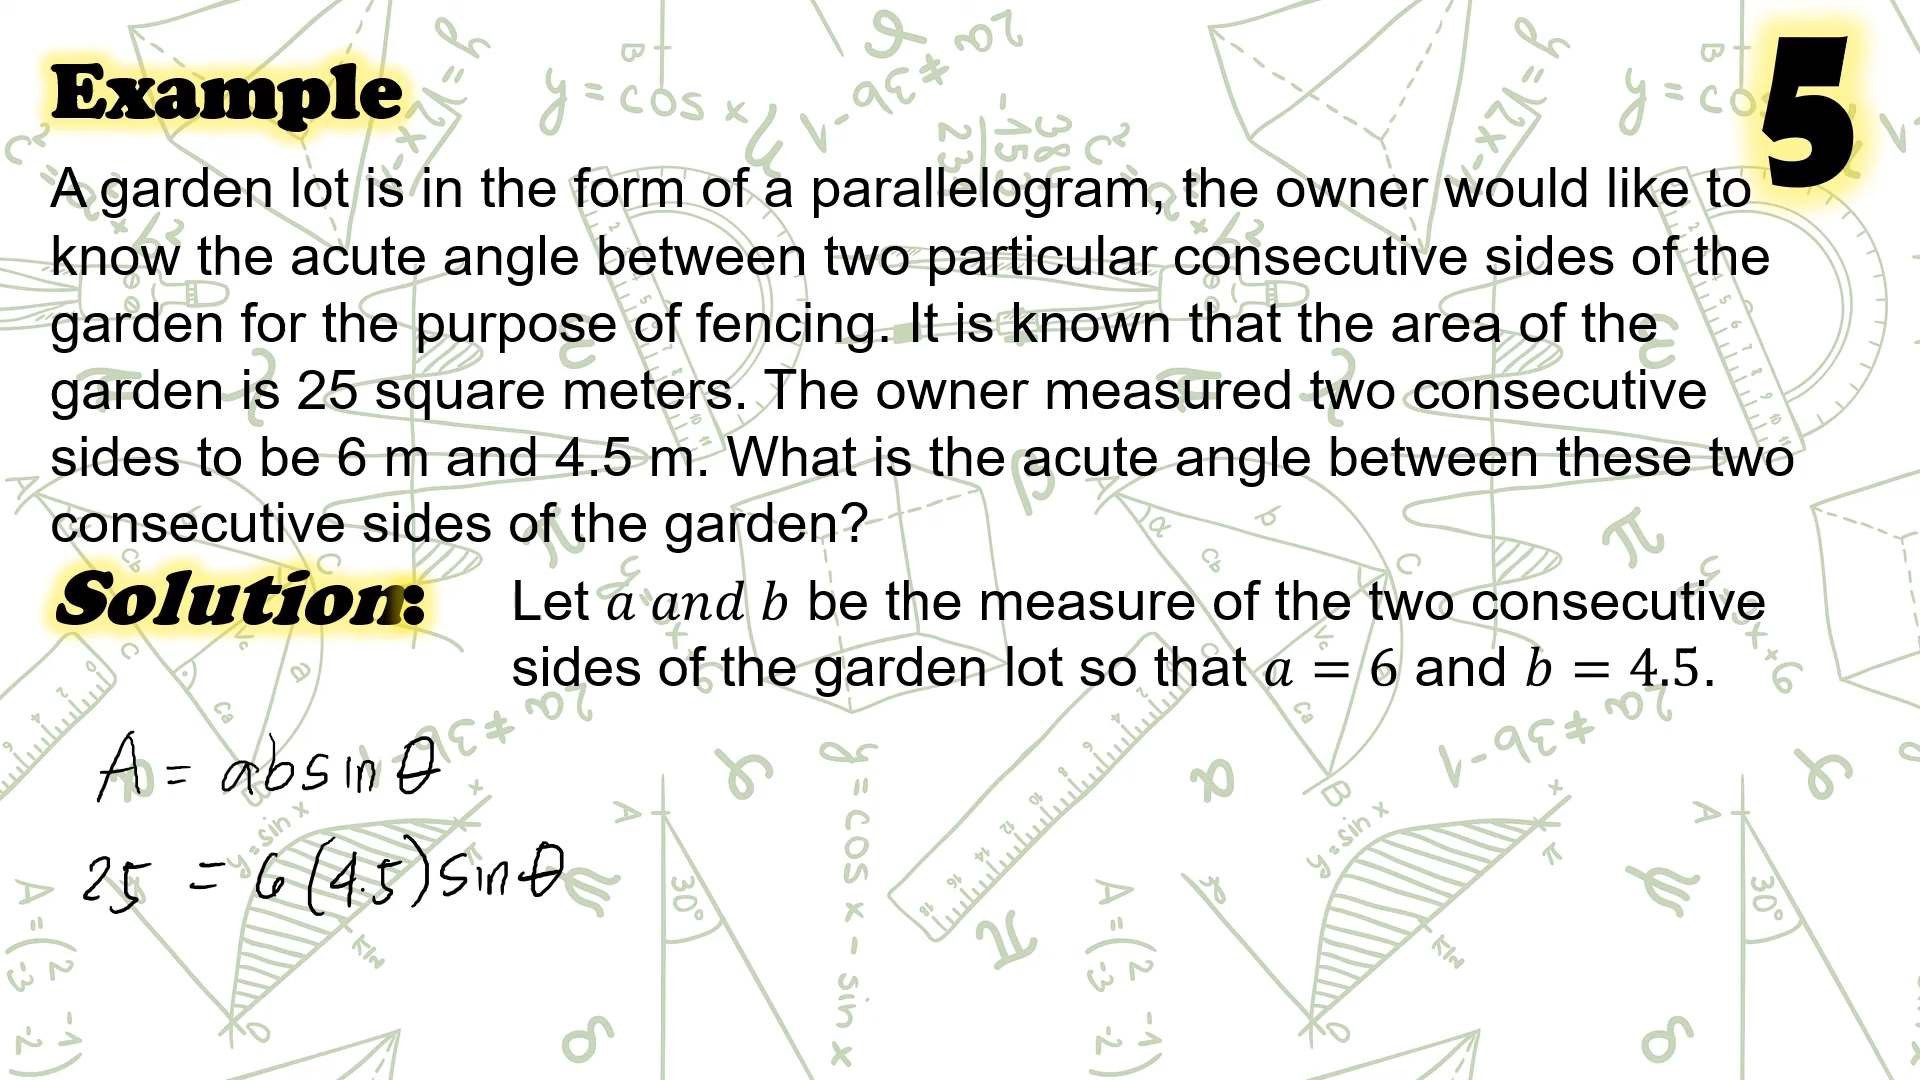 Example
5
A garden lot is in the form of a parallelogram, the owner would like to
know the acute angle between two particular consecutive sides of the
garden for the purpose of fencing. It is known that the area of the
garden is 25 square meters. The owner measured two consecutive
sides to be 6 m and 4.5 m. What is the acute angle between these two
consecutive sides of the garden?
Solution:
Let a and b be the measure of the two consecutive
sides of the garden lot so that a = 6 and b = 4.5.
A = absinθ
25 = 6(4.5)sinθ